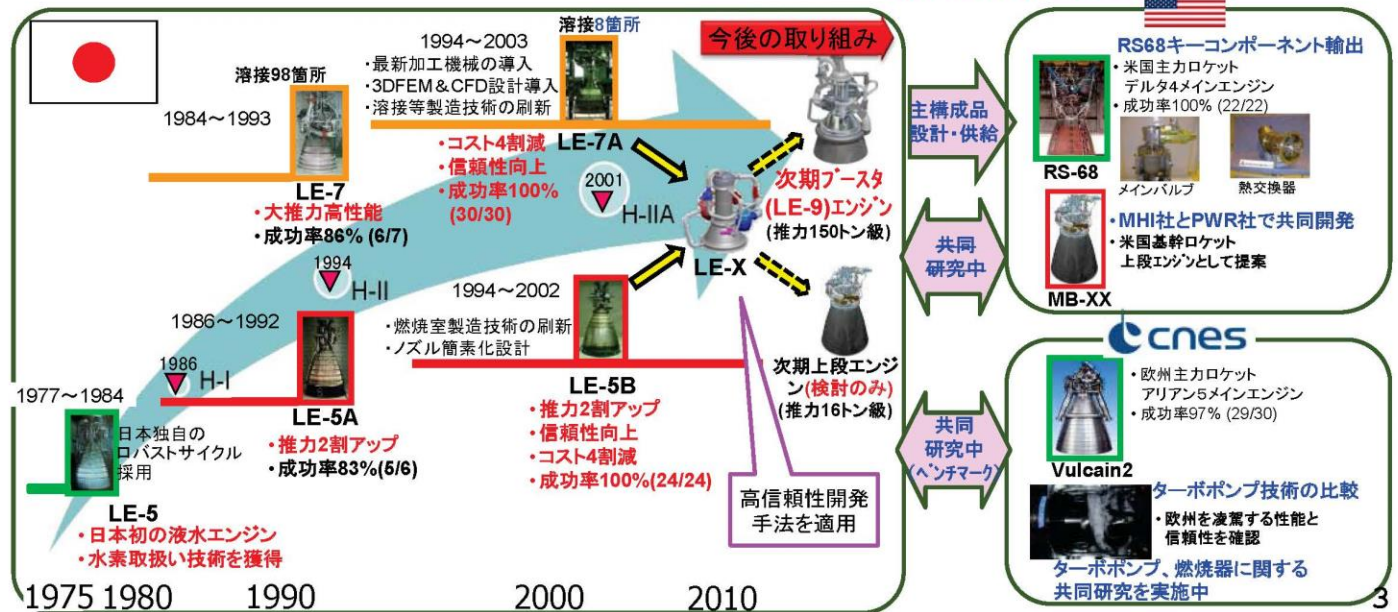 溶接8箇所
今後の取り組み
1994～2003
・最新加工機械の導入
・3DFEM＆CFD設計導入
・溶接等製造技術の刷新
溶接98箇所
1984～1993
LE-7
・大推力高性能
・成功率86% (6/7)
・コスト4割減
・信頼性向上
・成功率100%
(30/30)
LE-7A
2001
H-IIA
LE-X
次期ブースタ
(LE-9)エンジン
(推力150トン級)
1994
H-II
1994～2002
・燃焼室製造技術の刷新
・ノズル簡素化設計
LE-5B
・推力2割アップ
・信頼性向上
・コスト4割減
・成功率100%(24/24)
次期上段エンジ
ン(検討のみ)
(推力16トン級)
高信頼性開発
手法を適用
1986～1992
1986
H-I
LE-5A
・推力2割アップ
・成功率83%(5/6)
1977～1984
日本独自の
ロバストサイクル
採用
LE-5
・日本初の液水エンジン
・水素取扱い技術を獲得
1975
1980
1990
2000
2010
主構成品
設計・供給
共同
研究中
共同
研究中
(ベンチマーク)
RS68キーコンポーネント輸出
・米国主力ロケット
デルタ4メインエンジン
・成功率100% (22/22)
RS-68
メインバルブ
熱交換器
・MHI社とPWR社で共同開発
・米国基幹ロケット
上段エンジンとして提案
MB-XX
cnes
・欧州主力ロケット
アリアン5メインエンジン
・成功率97% (29/30)
Vulcain2
ターボポンプ技術の比較
・欧州を凌駕する性能と
信頼性を確認
ターボポンプ、燃焼器に関する
共同研究を実施中
3